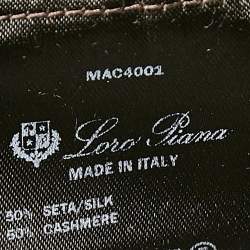 MAC4001
Loro Piana
MADE IN ITALY
50% SETA/SILK
50% CASHMERE